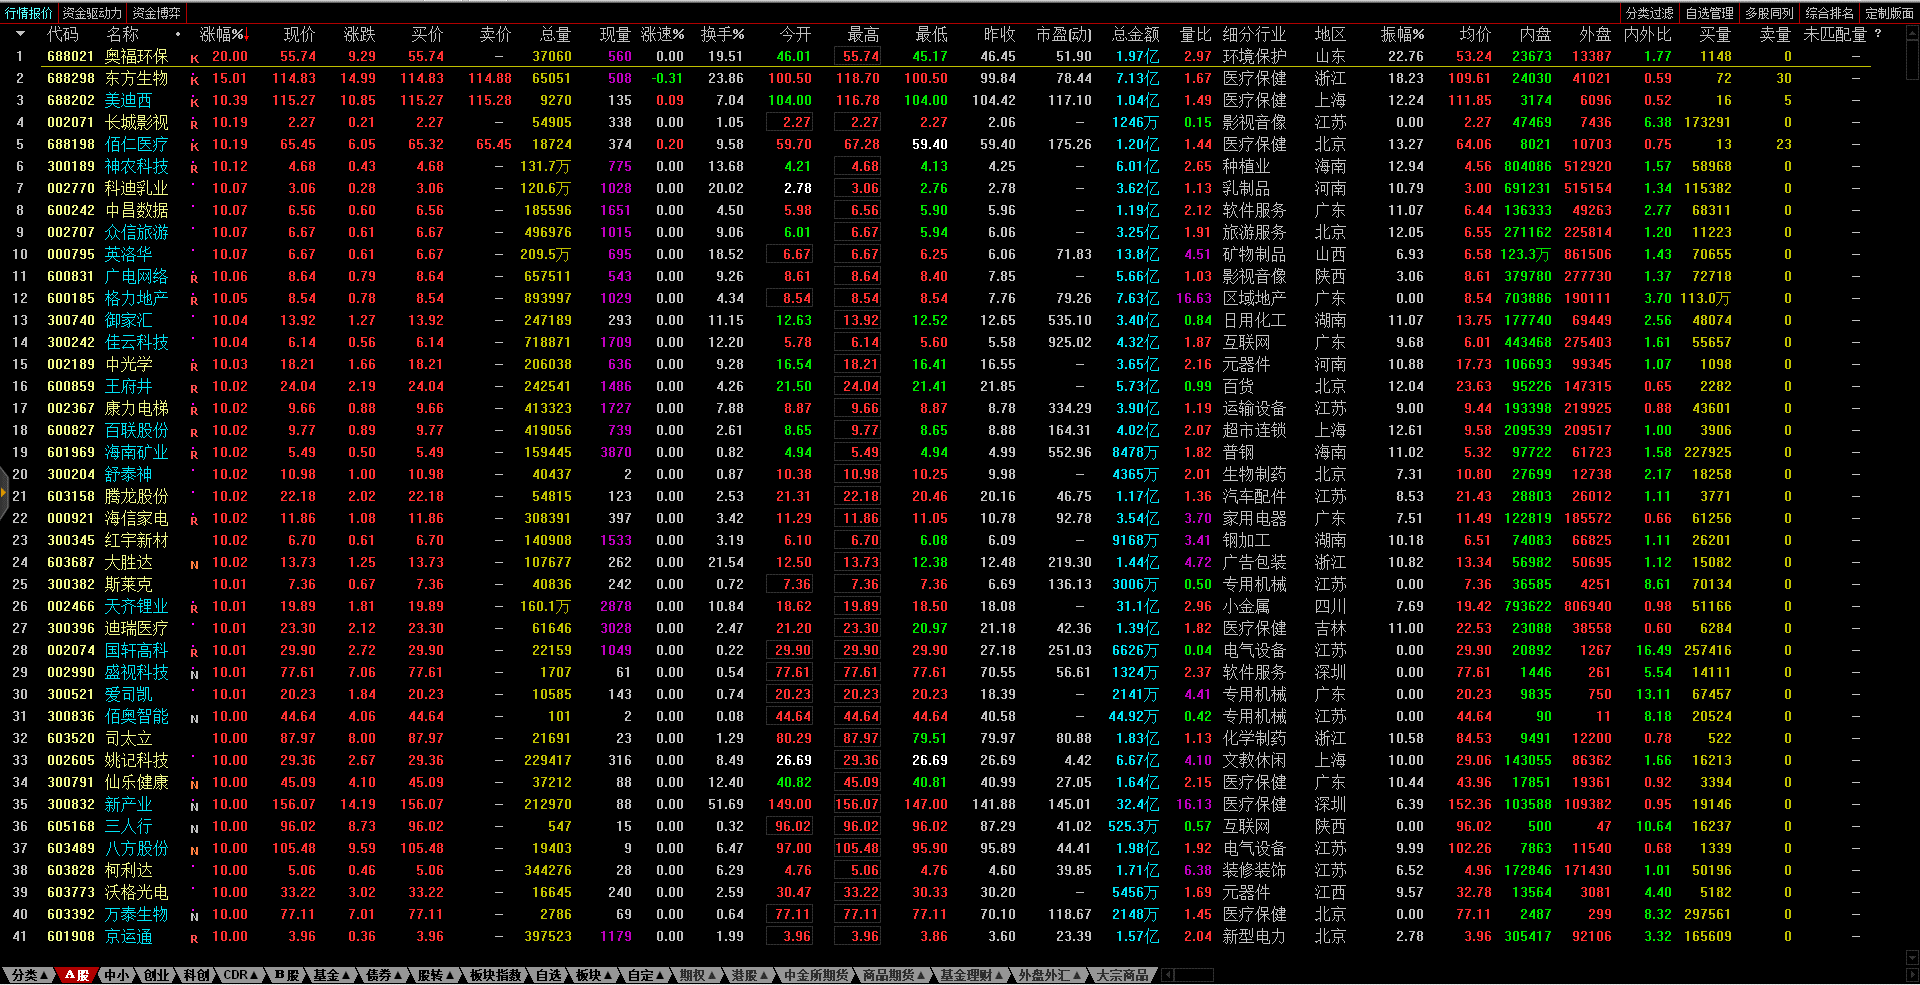 行情报价 资金驱动力 资金博弈 分类过滤 自选管理 多股同列 综合排名 定制版面
代码 名称 涨幅%↓ 现价 涨跌 买价 卖价 总量 现量 涨速% 换手% 今开 最高 最低 昨收 市盈(动) 总金额 量比 细分行业 地区 振幅% 均价 内盘 外盘 内外比 买量 卖量 未匹配量 ?
1 688021 奥福环保 K 20.00 55.74 9.29 55.74 – 37060 560 0.00 19.51 46.01 55.74 45.17 46.45 51.90 1.97亿 2.97 环境保护 山东 22.76 53.24 23673 13387 1.77 1148 0 –
2 688298 东方生物 K 15.01 114.83 14.99 114.83 114.88 65051 508 -0.31 23.86 100.50 118.70 100.50 99.84 78.44 7.13亿 1.67 医疗保健 浙江 18.23 109.61 24030 41021 0.59 72 30 –
3 688202 美迪西 K 10.39 115.27 10.85 115.27 115.28 9270 135 0.09 7.04 104.00 116.78 104.00 104.42 117.10 1.04亿 1.49 医疗保健 上海 12.24 111.85 3174 6096 0.52 16 5 –
4 002071 长城影视 R 10.19 2.27 0.21 2.27 – 54905 338 0.00 1.05 2.27 2.27 2.27 2.06 – 1246万 0.15 影视音像 江苏 0.00 2.27 47469 7436 6.38 173291 0 –
5 688198 佰仁医疗 K 10.19 65.45 6.05 65.32 65.45 18724 374 0.20 9.58 59.70 67.28 59.40 59.40 175.26 1.20亿 1.44 医疗保健 北京 13.27 64.06 8021 10703 0.75 13 23 –
6 300189 神农科技 R 10.12 4.68 0.43 4.68 – 131.7万 775 0.00 13.68 4.21 4.68 4.13 4.25 – 6.01亿 2.65 种植业 海南 12.94 4.56 804086 512920 1.57 58968 0 –
7 002770 科迪乳业 10.07 3.06 0.28 3.06 – 120.6万 1028 0.00 20.02 2.78 3.06 2.76 2.78 – 3.62亿 1.13 乳制品 河南 10.79 3.00 691231 515154 1.34 115382 0 –
8 600242 中昌数据 10.07 6.56 0.60 6.56 – 185596 1651 0.00 4.50 5.98 6.56 5.90 5.96 – 1.19亿 2.12 软件服务 广东 11.07 6.44 136333 49263 2.77 68311 0 –
9 002707 众信旅游 10.07 6.67 0.61 6.67 – 496976 1015 0.00 9.06 6.01 6.67 5.94 6.06 – 3.25亿 1.91 旅游服务 北京 12.05 6.55 271162 225814 1.20 11223 0 –
10 000795 英洛华 10.07 6.67 0.61 6.67 – 209.5万 695 0.00 18.52 6.67 6.67 6.25 6.06 71.83 13.8亿 4.51 矿物制品 山西 6.93 6.58 123.3万 861506 1.43 70655 0 –
11 600831 广电网络 R 10.06 8.64 0.79 8.64 – 657511 543 0.00 9.26 8.61 8.64 8.40 7.85 – 5.66亿 1.03 影视音像 陕西 3.06 8.61 379780 277730 1.37 72718 0 –
12 600185 格力地产 R 10.05 8.54 0.78 8.54 – 893997 1029 0.00 4.34 8.54 8.54 8.54 7.76 79.26 7.63亿 16.63 区域地产 广东 0.00 8.54 703886 190111 3.70 113.0万 0 –
13 300740 御家汇 10.04 13.92 1.27 13.92 – 247189 293 0.00 11.15 12.63 13.92 12.52 12.65 535.10 3.40亿 0.84 日用化工 湖南 11.07 13.75 177740 69449 2.56 48074 0 –
14 300242 佳云科技 10.04 6.14 0.56 6.14 – 718871 1709 0.00 12.20 5.78 6.14 5.60 5.58 925.02 4.32亿 1.87 互联网 广东 9.68 6.01 443468 275403 1.61 55657 0 –
15 002189 中光学 R 10.03 18.21 1.66 18.21 – 206038 636 0.00 9.28 16.54 18.21 16.41 16.55 – 3.65亿 2.16 元器件 河南 10.88 17.73 106693 99345 1.07 1098 0 –
16 600859 王府井 R 10.02 24.04 2.19 24.04 – 242541 1486 0.00 4.26 21.50 24.04 21.41 21.85 – 5.73亿 0.99 百货 北京 12.04 23.63 95226 147315 0.65 2282 0 –
17 002367 康力电梯 R 10.02 9.66 0.88 9.66 – 413323 1727 0.00 7.88 8.87 9.66 8.87 8.78 334.29 3.90亿 1.19 运输设备 江苏 9.00 9.44 193398 219925 0.88 43601 0 –
18 600827 百联股份 R 10.02 9.77 0.89 9.77 – 419056 739 0.00 2.61 8.65 9.77 8.65 8.88 164.31 4.02亿 2.07 超市连锁 上海 12.61 9.58 209539 209517 1.00 3906 0 –
19 601969 海南矿业 R 10.02 5.49 0.50 5.49 – 159445 3870 0.00 0.82 4.94 5.49 4.94 4.99 552.96 8478万 1.82 普钢 海南 11.02 5.32 97722 61723 1.58 227925 0 –
20 300204 舒泰神 10.02 10.98 1.00 10.98 – 40437 2 0.00 0.87 10.38 10.98 10.25 9.98 – 4365万 2.01 生物制药 北京 7.31 10.80 27699 12738 2.17 18258 0 –
21 603158 腾龙股份 10.02 22.18 2.02 22.18 – 54815 123 0.00 2.53 21.31 22.18 20.46 20.16 46.75 1.17亿 1.36 汽车配件 江苏 8.53 21.43 28803 26012 1.11 3771 0 –
22 000921 海信家电 R 10.02 11.86 1.08 11.86 – 308391 397 0.00 3.42 11.29 11.86 11.05 10.78 92.78 3.54亿 3.70 家用电器 广东 7.51 11.49 122819 185572 0.66 61256 0 –
23 300345 红宇新材 10.02 6.70 0.61 6.70 – 140908 1533 0.00 3.19 6.10 6.70 6.08 6.09 – 9168万 3.41 钢加工 湖南 10.18 6.51 74083 66825 1.11 26201 0 –
24 603687 大胜达 N 10.02 13.73 1.25 13.73 – 107677 262 0.00 21.54 12.50 13.73 12.38 12.48 219.30 1.44亿 4.72 广告包装 浙江 10.82 13.34 56982 50695 1.12 15082 0 –
25 300382 斯莱克 10.01 7.36 0.67 7.36 – 40836 242 0.00 0.72 7.36 7.36 7.36 6.69 136.13 3006万 0.50 专用机械 江苏 0.00 7.36 36585 4251 8.61 70134 0 –
26 002466 天齐锂业 R 10.01 19.89 1.81 19.89 – 160.1万 2878 0.00 10.84 18.62 19.89 18.50 18.08 – 31.1亿 2.96 小金属 四川 7.69 19.42 793622 806940 0.98 51166 0 –
27 300396 迪瑞医疗 10.01 23.30 2.12 23.30 – 61646 3028 0.00 2.47 21.20 23.30 20.97 21.18 42.36 1.39亿 1.82 医疗保健 吉林 11.00 22.53 23088 38558 0.60 6284 0 –
28 002074 国轩高科 R 10.01 29.90 2.72 29.90 – 22159 1049 0.00 0.22 29.90 29.90 29.90 27.18 251.03 6626万 0.04 电气设备 江苏 0.00 29.90 20892 1267 16.49 257416 0 –
29 002990 盛视科技 N 10.01 77.61 7.06 77.61 – 1707 61 0.00 0.54 77.61 77.61 77.61 70.55 56.61 1324万 2.37 软件服务 深圳 0.00 77.61 1446 261 5.54 14111 0 –
30 300521 爱司凯 10.01 20.23 1.84 20.23 – 10585 143 0.00 0.74 20.23 20.23 20.23 18.39 – 2141万 4.41 专用机械 广东 0.00 20.23 9835 750 13.11 67457 0 –
31 300836 佰奥智能 N 10.00 44.64 4.06 44.64 – 101 2 0.00 0.08 44.64 44.64 44.64 40.58 – 44.92万 0.42 专用机械 江苏 0.00 44.64 90 11 8.18 20524 0 –
32 603520 司太立 10.00 87.97 8.00 87.97 – 21691 23 0.00 1.29 80.29 87.97 79.51 79.97 80.88 1.83亿 1.13 化学制药 浙江 10.58 84.53 9491 12200 0.78 522 0 –
33 002605 姚记科技 10.00 29.36 2.67 29.36 – 229417 316 0.00 8.49 26.69 29.36 26.69 26.69 4.42 6.67亿 4.10 文教休闲 上海 10.00 29.06 143055 86362 1.66 16213 0 –
34 300791 仙乐健康 N 10.00 45.09 4.10 45.09 – 37212 88 0.00 12.40 40.82 45.09 40.81 40.99 27.05 1.64亿 2.15 医疗保健 广东 10.44 43.96 17851 19361 0.92 3394 0 –
35 300832 新产业 N 10.00 156.07 14.19 156.07 – 212970 88 0.00 51.69 149.00 156.07 147.00 141.88 145.01 32.4亿 16.13 医疗保健 深圳 6.39 152.36 103588 109382 0.95 19146 0 –
36 605168 三人行 N 10.00 96.02 8.73 96.02 – 547 15 0.00 0.32 96.02 96.02 96.02 87.29 41.02 525.3万 0.57 互联网 陕西 0.00 96.02 500 47 10.64 16237 0 –
37 603489 八方股份 N 10.00 105.48 9.59 105.48 – 19403 9 0.00 6.47 97.00 105.48 95.90 95.89 44.41 1.98亿 1.92 电气设备 江苏 9.99 102.26 7863 11540 0.68 1339 0 –
38 603828 柯利达 10.00 5.06 0.46 5.06 – 344276 28 0.00 6.29 4.76 5.06 4.76 4.60 39.85 1.71亿 6.38 装修装饰 江苏 6.52 4.96 172846 171430 1.01 50196 0 –
39 603773 沃格光电 10.00 33.22 3.02 33.22 – 16645 240 0.00 2.59 30.47 33.22 30.33 30.20 – 5456万 1.69 元器件 江西 9.57 32.78 13564 3081 4.40 5182 0 –
40 603392 万泰生物 N 10.00 77.11 7.01 77.11 – 2786 69 0.00 0.64 77.11 77.11 77.11 70.10 118.67 2148万 1.45 医疗保健 北京 0.00 77.11 2487 299 8.32 297561 0 –
41 601908 京运通 R 10.00 3.96 0.36 3.96 – 397523 1179 0.00 1.99 3.96 3.96 3.86 3.60 23.39 1.57亿 2.04 新型电力 北京 2.78 3.96 305417 92106 3.32 165609 0 –
分类▲ A股 中小 创业 科创 CDR▲ B股 基金▲ 债券▲ 股转▲ 板块指数 自选 板块▲ 自定▲ 期权▲ 港股▲ 中金所期货 商品期货▲ 基金理财▲ 外盘外汇▲ 大宗商品